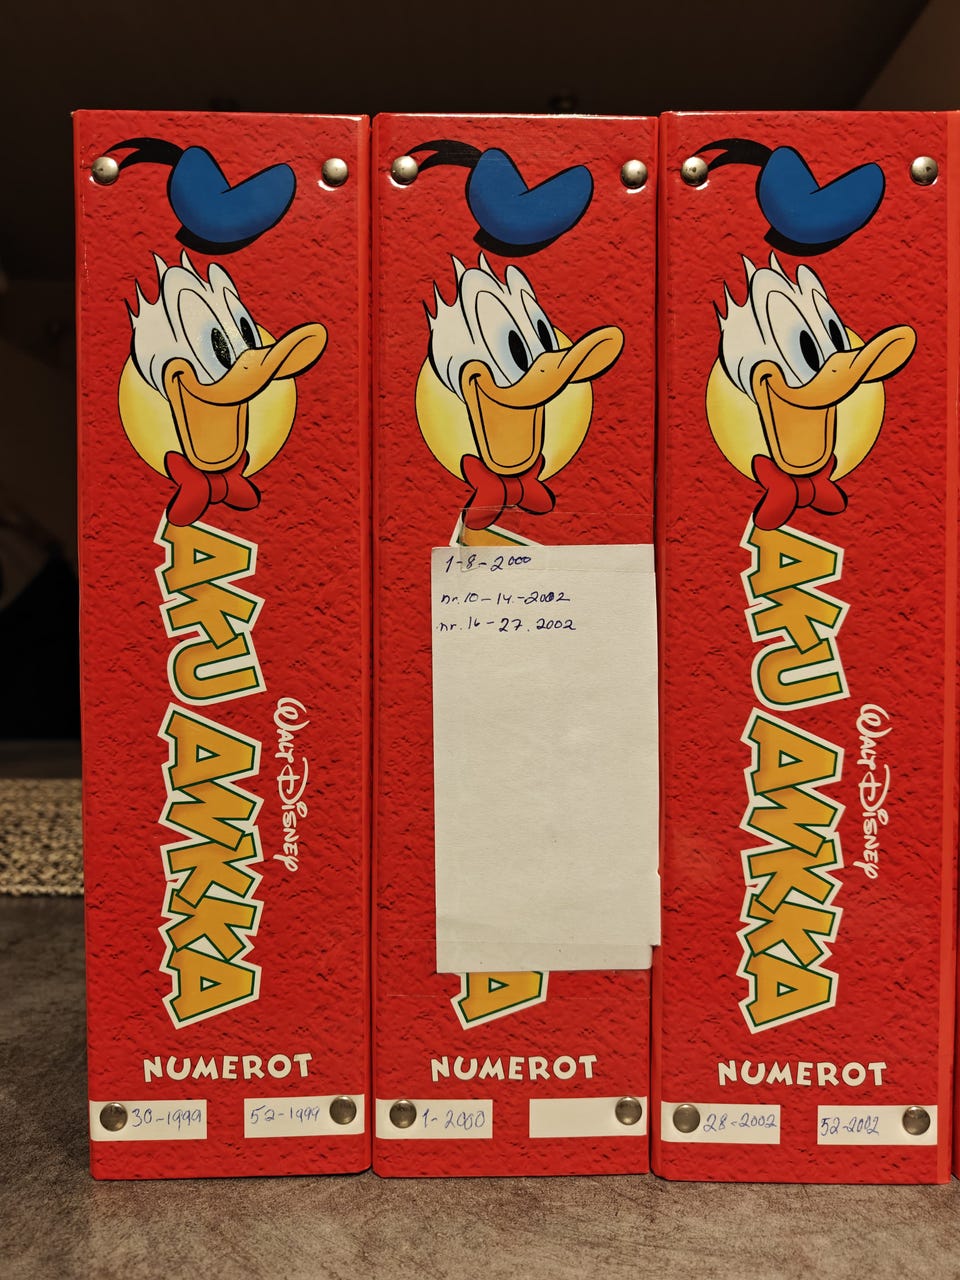 AKU ANKKA
WALT DISNEY
NUMEROT
30-1999
52-1999
1-8-2000
nr. 10-14.-2002
nr. 16-27.2002
A
NUMEROT
1-2000
AKU ANKKA
WALT DISNEY
NUMEROT
28-2002
52-2002